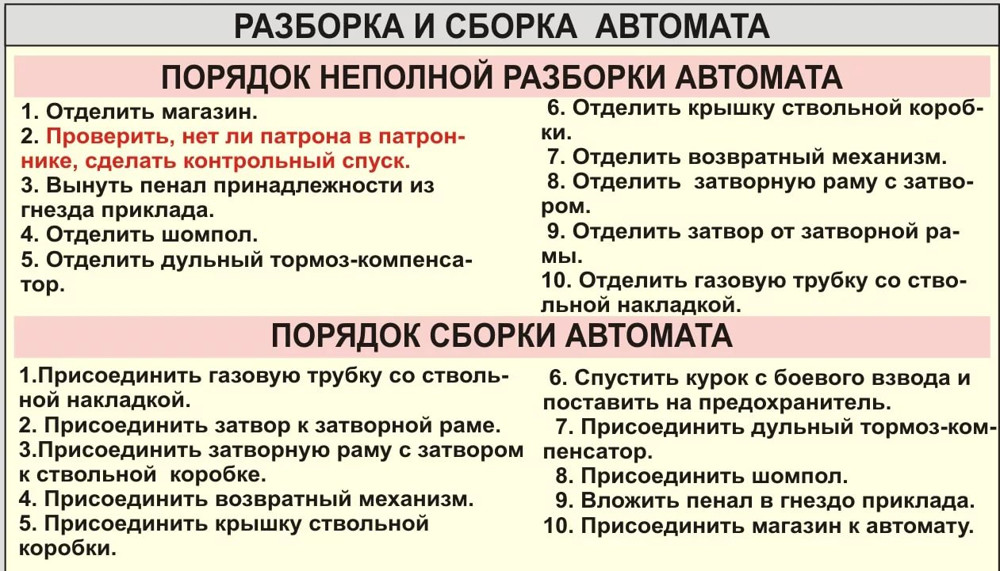 РАЗБОРКА И СБОРКА АВТОМАТА
ПОРЯДОК НЕПОЛНОЙ РАЗБОРКИ АВТОМАТА
1. Отделить магазин.
2. Проверить, нет ли патрона в патрон-
нике, сделать контрольный спуск.
3. Вынуть пенал принадлежности из
гнезда приклада.
4. Отделить шомпол.
5. Отделить дульный тормоз-компенса-
тор.
6. Отделить крышку ствольной короб-
ки.
7. Отделить возвратный механизм.
8. Отделить затворную раму с затво-
ром.
9. Отделить затвор от затворной ра-
мы.
10. Отделить газовую трубку со ство-
льной накладкой.
ПОРЯДОК СБОРКИ АВТОМАТА
1.Присоединить газовую трубку со стволь-
ной накладкой.
2. Присоединить затвор к затворной раме.
3.Присоединить затворную раму с затвором
к ствольной коробке.
4. Присоединить возвратный механизм.
5. Присоединить крышку ствольной
коробки.
6. Спустить курок с боевого взвода и
поставить на предохранитель.
7. Присоединить дульный тормоз-ком-
пенсатор.
8. Присоединить шомпол.
9. Вложить пенал в гнездо приклада.
10. Присоединить магазин к автомату.